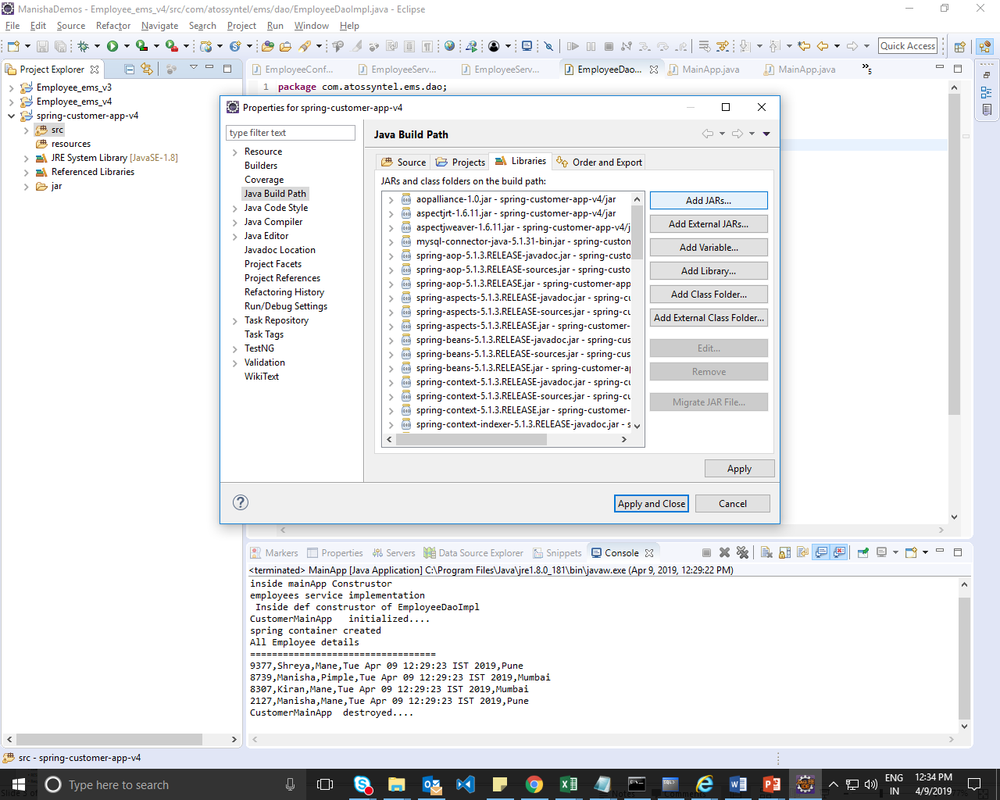 ManishaDemos - Employee_ems_v4/src/com/atossyntel/ems/dao/EmployeeDaoImpl.java - Eclipse
File Edit Source Refactor Navigate Search Project Run Window Help
Quick Access
Project Explorer
Employee_ems_v3
Employee_ems_v4
spring-customer-app-v4
src
resources
JRE System Library [JavaSE-1.8]
Referenced Libraries
jar
EmployeeConf...
EmployeeServ...
EmployeeServ...
EmployeeDao...
MainApp.java
MainApp.java
»5
1 package com.atossyntel.ems.dao;
Properties for spring-customer-app-v4
type filter text
Resource
Builders
Coverage
Java Build Path
Java Code Style
Java Compiler
Java Editor
Javadoc Location
Project Facets
Project References
Refactoring History
Run/Debug Settings
Task Repository
Task Tags
TestNG
Validation
WikiText
Java Build Path
Source Projects Libraries Order and Export
JARs and class folders on the build path:
aopalliance-1.0.jar - spring-customer-app-v4/jar
aspectjrt-1.6.11.jar - spring-customer-app-v4/jar
aspectjweaver-1.6.11.jar - spring-customer-app-v4/j
mysql-connector-java-5.1.31-bin.jar - spring-custon
spring-aop-5.1.3.RELEASE-javadoc.jar - spring-custo
spring-aop-5.1.3.RELEASE-sources.jar - spring-custo
spring-aop-5.1.3.RELEASE.jar - spring-customer-app
spring-aspects-5.1.3.RELEASE-javadoc.jar - spring-cu
spring-aspects-5.1.3.RELEASE-sources.jar - spring-cu
spring-aspects-5.1.3.RELEASE.jar - spring-customer-
spring-beans-5.1.3.RELEASE-javadoc.jar - spring-cus
spring-beans-5.1.3.RELEASE-sources.jar - spring-cus
spring-beans-5.1.3.RELEASE.jar - spring-customer-ap
spring-context-5.1.3.RELEASE-javadoc.jar - spring-cu
spring-context-5.1.3.RELEASE-sources.jar - spring-cu
spring-context-5.1.3.RELEASE.jar - spring-customer-
spring-context-indexer-5.1.3.RELEASE-javadoc.jar - s
Add JARs...
Add External JARs...
Add Variable...
Add Library...
Add Class Folder...
Add External Class Folder...
Edit...
Remove
Migrate JAR File...
Apply
Apply and Close
Cancel
Markers Properties Servers Data Source Explorer Snippets Console
<terminated> MainApp [Java Application] C:\Program Files\Java\jre1.8.0_181\bin\javaw.exe (Apr 9, 2019, 12:29:22 PM)
inside mainApp Construstor
employees service implementation
Inside def construstor of EmployeeDaoImpl
CustomerMainApp initialized....
spring container created
All Employee details
==================================
9377,Shreya,Mane,Tue Apr 09 12:29:23 IST 2019,Pune
8739,Manisha,Pimple,Tue Apr 09 12:29:23 IST 2019,Mumbai
8307,Kiran,Mane,Tue Apr 09 12:29:23 IST 2019,Mumbai
2127,Manisha,Mane,Tue Apr 09 12:29:23 IST 2019,Pune
CustomerMainApp destroyed....
src - spring-customer-app-v4
Type here to search
ENG
IN
12:34 PM
4/9/2019